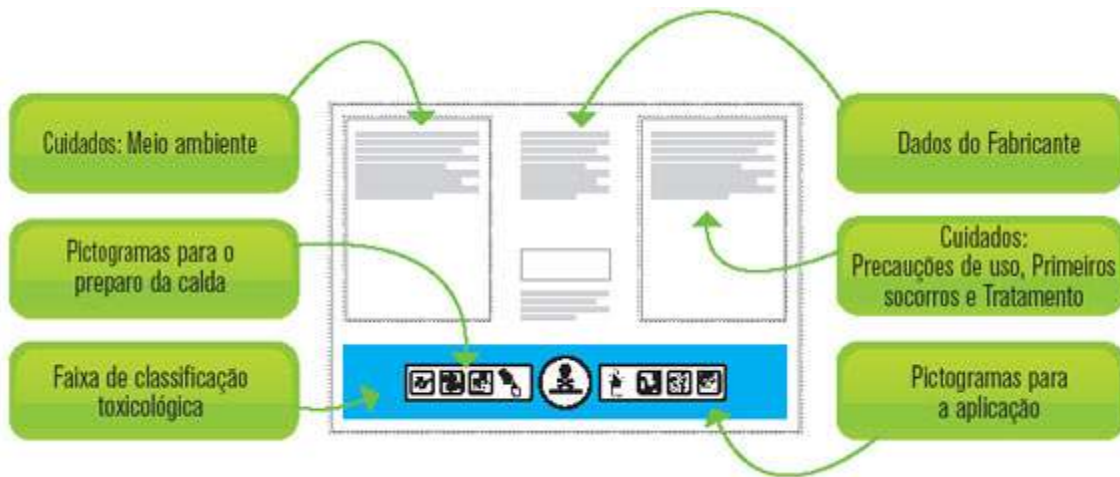 Cuidados: Meio ambiente
Dados do Fabricante
Pictogramas para o
preparo da calda
Cuidados:
Precauções de uso, Primeiros
socorros e Tratamento
Faixa de classificação
toxicológica
Pictogramas para
a aplicação